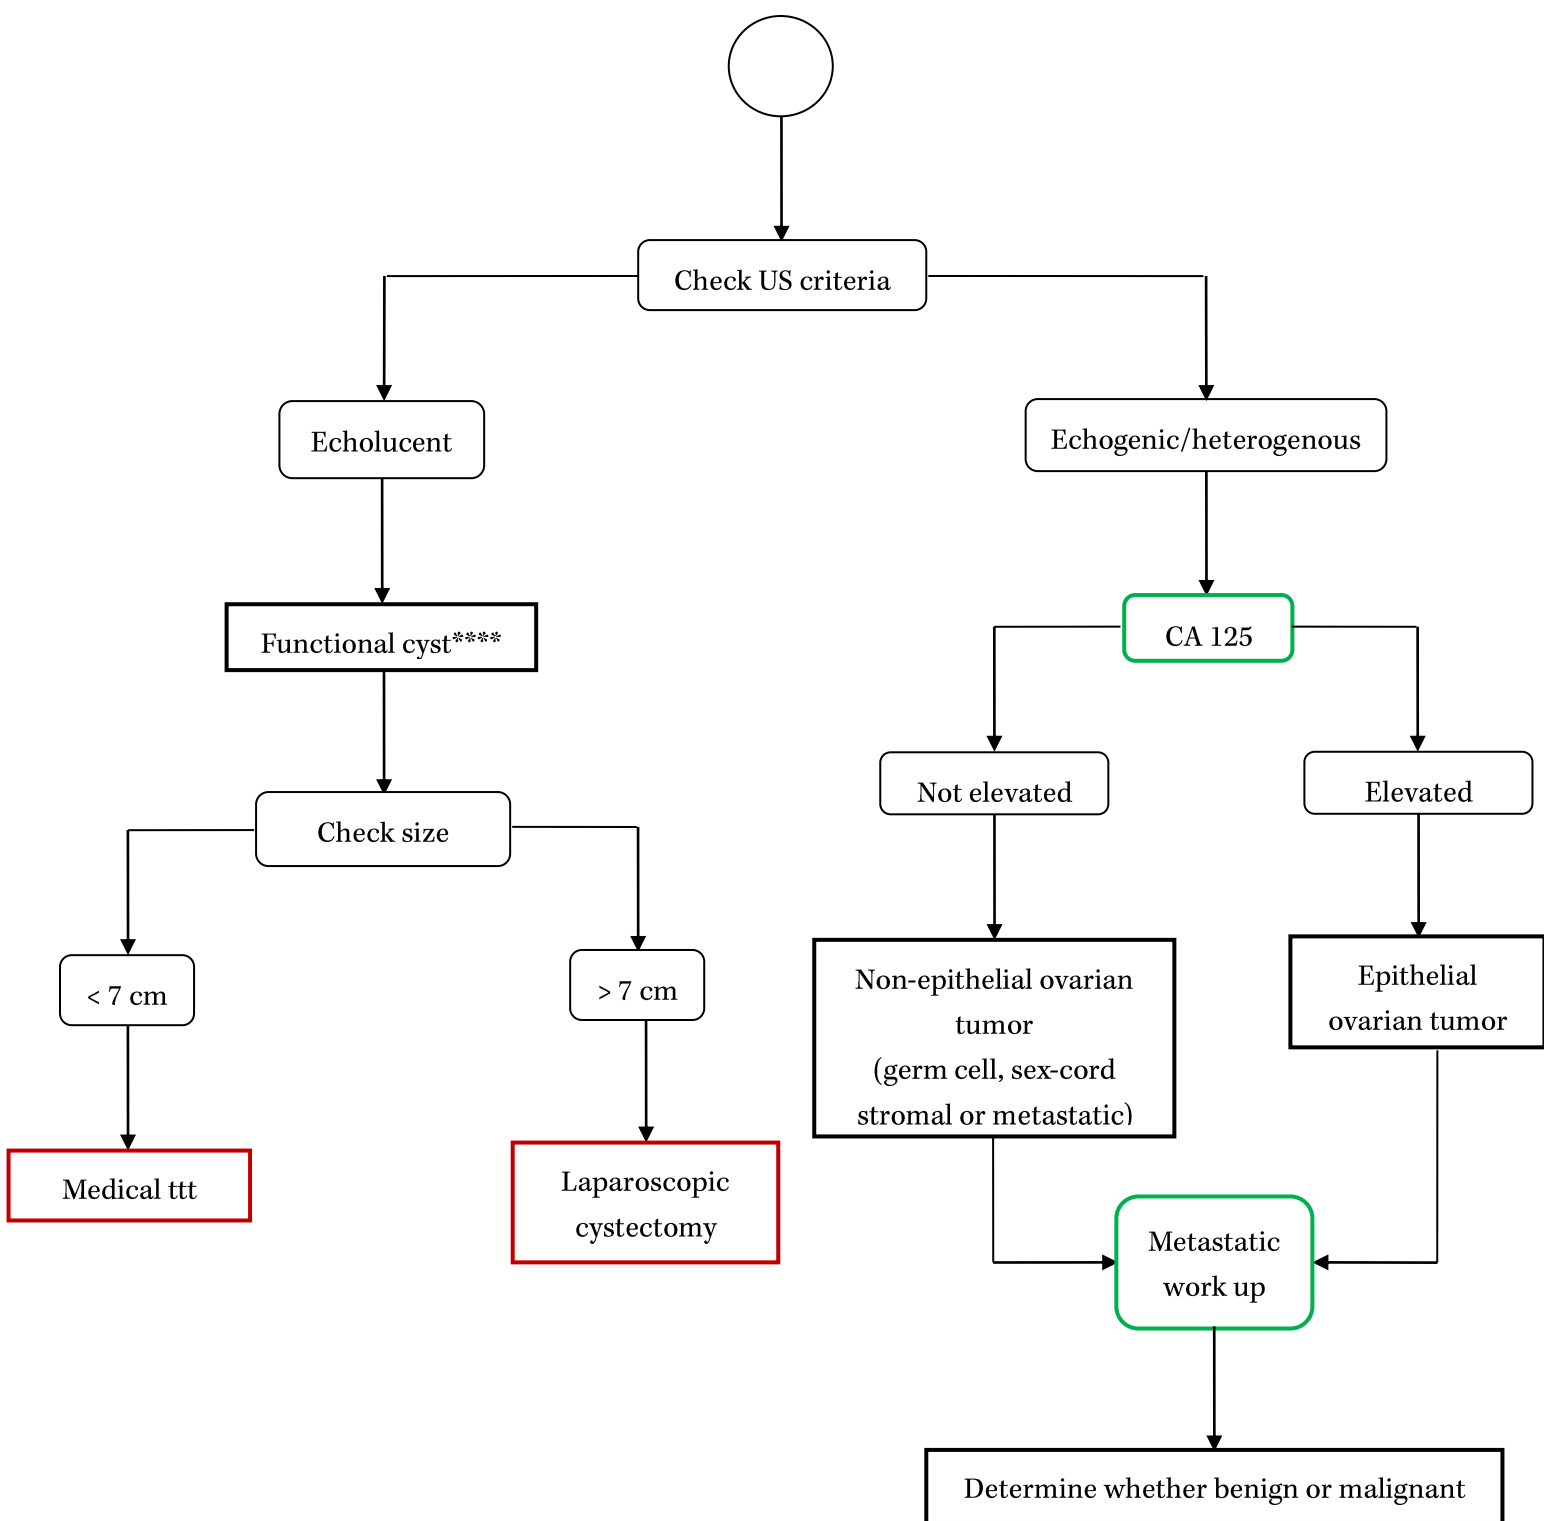 Check US criteria
Echolucent
Echogenic/heterogenous
Functional cyst****
CA 125
Check size
Not elevated
Elevated
< 7 cm
> 7 cm
Non-epithelial ovarian
tumor
(germ cell, sex-cord
stromal or metastatic)
Epithelial
ovarian tumor
Medical ttt
Laparoscopic
cystectomy
Metastatic
work up
Determine whether benign or malignant